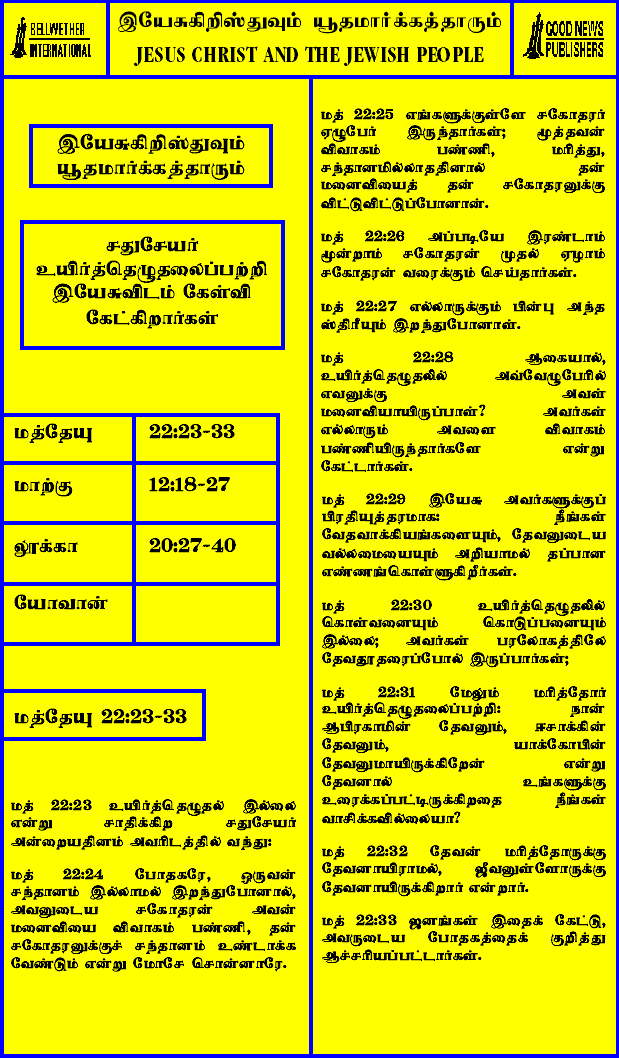 BELLWETHER
INTERNATIONAL
இயேசுகிறிஸ்துவும் யூதமார்க்கத்தாரும்
JESUS CHRIST AND THE JEWISH PEOPLE
GOOD NEWS
PUBLISHERS
இயேசுகிறிஸ்துவும்
யூதமார்க்கத்தாரும்
சதுசேயர்
உயிர்த்தெழுதலைப்பற்றி
இயேசுவிடம் கேள்வி
கேட்கிறார்கள்
மத்தேயு 22:23-33
மாற்கு 12:18-27
லூக்கா 20:27-40
யோவான்
மத்தேயு 22:23-33
மத் 22:23 உயிர்த்தெழுதல் இல்லை
என்று சாதிக்கிற சதுசேயர்
அன்றையதினம் அவரிடத்தில் வந்து:
மத் 22:24 போதகரே, ஒருவன்
சந்தானம் இல்லாமல் இறந்துபோனால்,
அவனுடைய சகோதரன் அவன்
மனைவியை விவாகம் பண்ணி, தன்
சகோதரனுக்குச் சந்தானம் உண்டாக்க
வேண்டும் என்று மோசே சொன்னாரே.
மத் 22:25 எங்களுக்குள்ளே சகோதரர்
ஏழுபேர் இருந்தார்கள்; மூத்தவன்
விவாகம் பண்ணி, மரித்து,
சந்தானமில்லாததினால் தன்
மனைவியைத் தன் சகோதரனுக்கு
விட்டுவிட்டுப்போனான்.
மத் 22:26 அப்படியே இரண்டாம்
மூன்றாம் சகோதரன் முதல் ஏழாம்
சகோதரன் வரைக்கும் செய்தார்கள்.
மத் 22:27 எல்லாருக்கும் பின்பு அந்த
ஸ்திரீயும் இறந்துபோனாள்.
மத் 22:28 ஆகையால்,
உயிர்த்தெழுதலில் அவ்வேழுபேரில்
எவனுக்கு அவள்
மனைவியாயிருப்பாள்? அவர்கள்
எல்லாரும் அவளை விவாகம்
பண்ணியிருந்தார்களே என்று
கேட்டார்கள்.
மத் 22:29 இயேசு அவர்களுக்குப்
பிரதியுத்தரமாக: நீங்கள்
வேதவாக்கியங்களையும், தேவனுடைய
வல்லமையையும் அறியாமல் தப்பான
எண்ணங்கொள்ளுகிறீர்கள்.
மத் 22:30 உயிர்த்தெழுதலில்
கொள்வனையும் கொடுப்பனையும்
இல்லை; அவர்கள் பரலோகத்திலே
தேவதூதரைப்போல் இருப்பார்கள்;
மத் 22:31 மேலும் மரித்தோர்
உயிர்த்தெழுதலைப்பற்றி: நான்
ஆபிரகாமின் தேவனும், ஈசாக்கின்
தேவனும், யாக்கோபின்
தேவனுமாயிருக்கிறேன் என்று
தேவனால் உங்களுக்கு
உரைக்கப்பட்டிருக்கிறதை நீங்கள்
வாசிக்கவில்லையா?
மத் 22:32 தேவன் மரித்தோருக்கு
தேவனாயிராமல், ஜீவனுள்ளோருக்கு
தேவனாயிருக்கிறார் என்றார்.
மத் 22:33 ஜனங்கள் இதைக் கேட்டு,
அவருடைய போதகத்தைக் குறித்து
ஆச்சரியப்பட்டார்கள்.